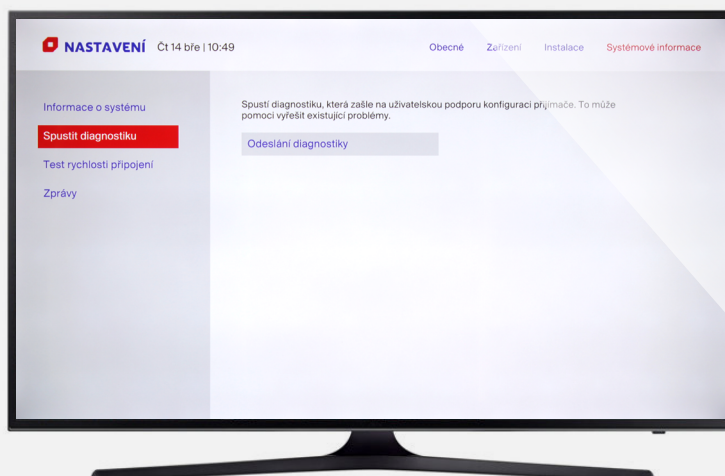 NASTAVENÍ Čt 14 bře | 10:49
Obecné Zařízení Instalace Systémové informace
Informace o systému
Spustit diagnostiku
Test rychlosti připojení
Zprávy
Spustí diagnostiku, která zašle na uživatelskou podporu konfiguraci přijímače. To může
pomoci vyřešit existující problémy.
Odeslání diagnostiky